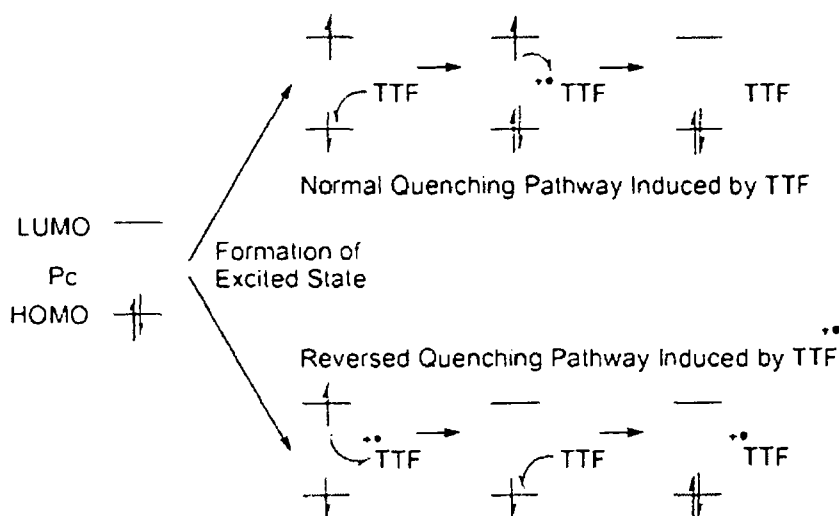 TTF
+• TTF
TTF
Normal Quenching Pathway Induced by TTF
LUMO
Pc
HOMO
Formation of
Excited State
Reversed Quenching Pathway Induced by TTF+•
+• TTF
TTF
+• TTF